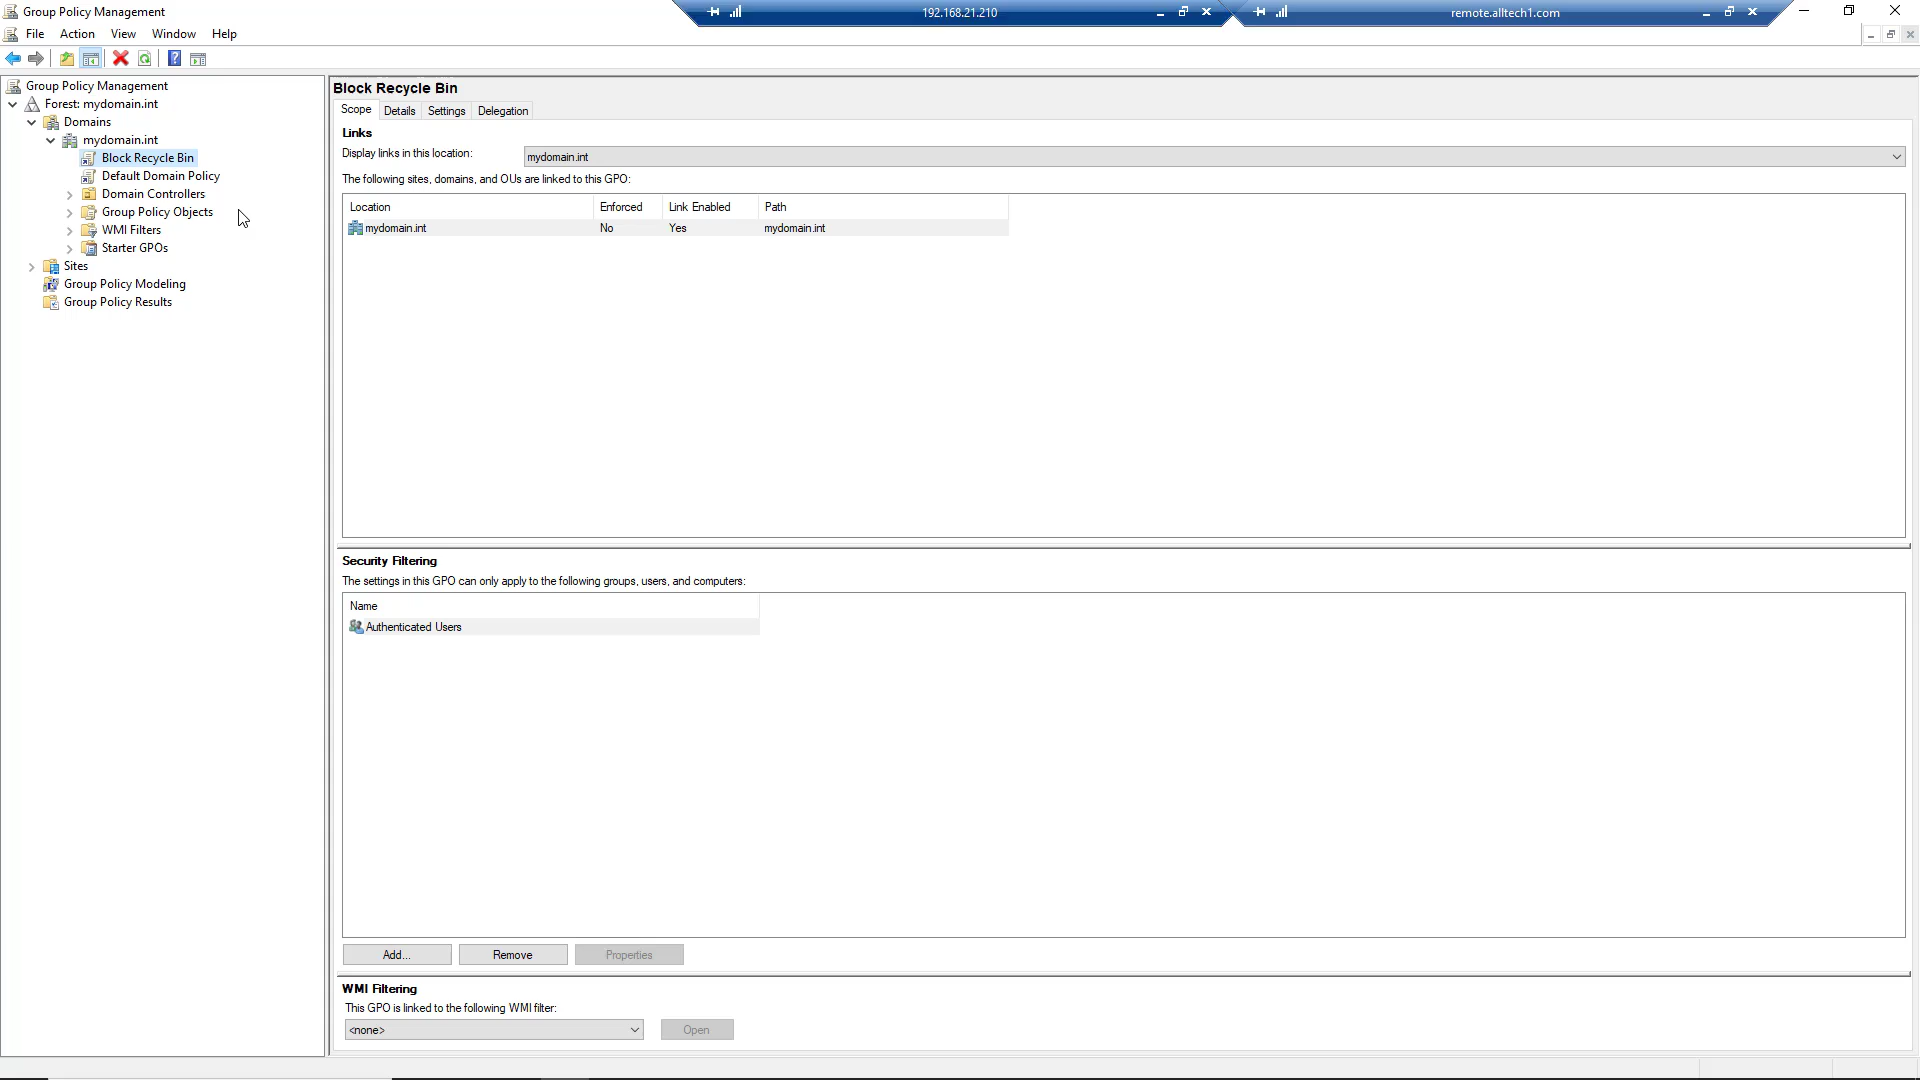 Group Policy Management
192.168.21.210
remote.alltech1.com
File Action View Window Help
Group Policy Management
Forest: mydomain.int
Domains
mydomain.int
Block Recycle Bin
Default Domain Policy
Domain Controllers
Group Policy Objects
WMI Filters
Starter GPOs
Sites
Group Policy Modeling
Group Policy Results
Block Recycle Bin
Scope Details Settings Delegation
Links
Display links in this location: mydomain.int
The following sites, domains, and OUs are linked to this GPO:
Location Enforced Link Enabled Path
mydomain.int No Yes mydomain.int
Security Filtering
The settings in this GPO can only apply to the following groups, users, and computers:
Name
Authenticated Users
Add... Remove Properties
WMI Filtering
This GPO is linked to the following WMI filter:
<none> Open